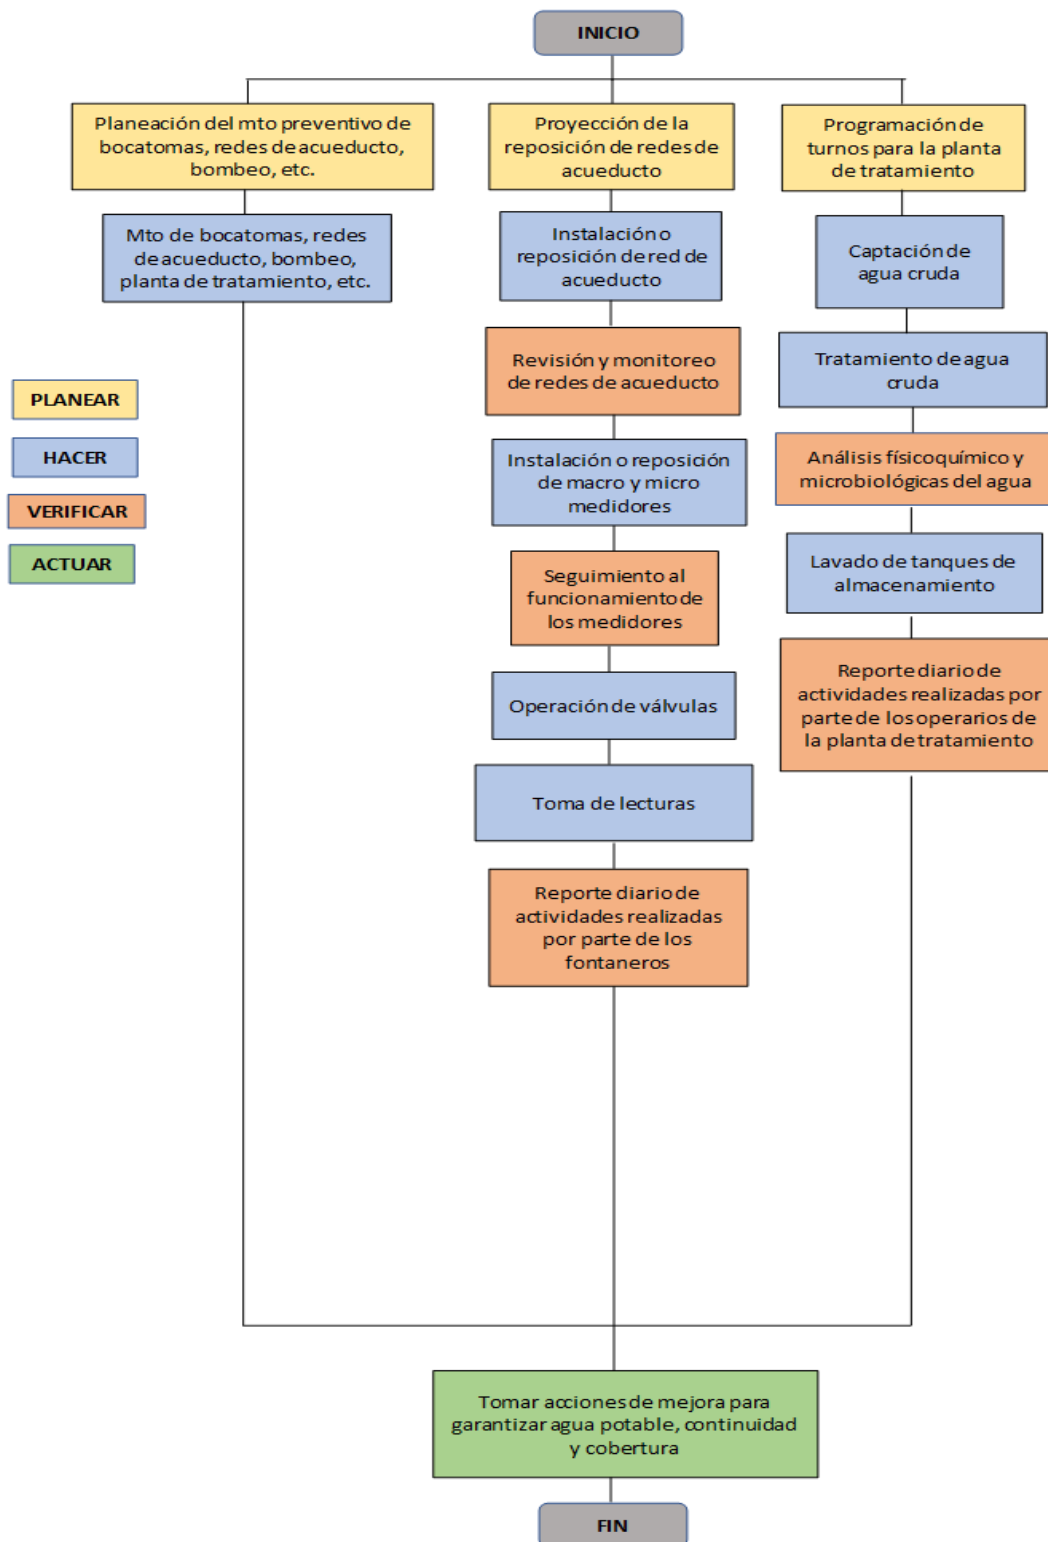 INICIO
Planeación del mto preventivo de
bocatomas, redes de acueducto,
bombeo, etc.
Mto de bocatomas, redes
de acueducto, bombeo,
planta de tratamiento, etc.
Proyección de la
reposición de redes de
acueducto
Instalación o
reposición de red de
acueducto
Revisión y monitoreo
de redes de acueducto
Instalación o reposición
de macro y micro
medidores
Seguimiento al
funcionamiento de
los medidores
Operación de válvulas
Toma de lecturas
Reporte diario de
actividades realizadas
por parte de los
fontaneros
Programación de
turnos para la planta
de tratamiento
Captación de
agua cruda
Tratamiento de agua
cruda
Análisis físicoquímico y
microbiológicas del agua
Lavado de tanques de
almacenamiento
Reporte diario de
actividades realizadas por
parte de los operarios de
la planta de tratamiento
PLANEAR
HACER
VERIFICAR
ACTUAR
Tomar acciones de mejora para
garantizar agua potable, continuidad
y cobertura
FIN